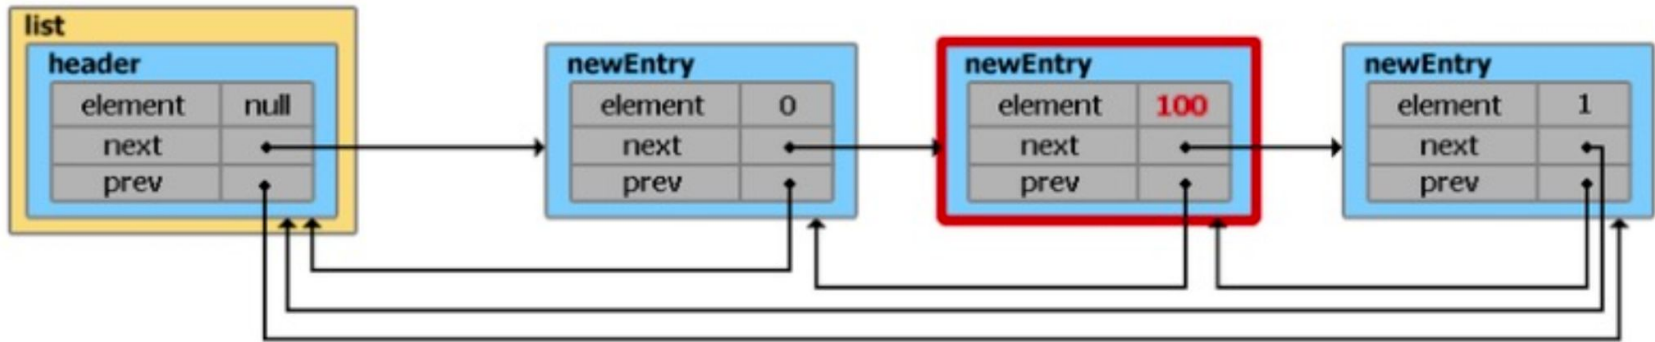 list
header
element null
next
prev
newEntry
element 0
next
prev
newEntry
element 100
next
prev
newEntry
element 1
next
prev